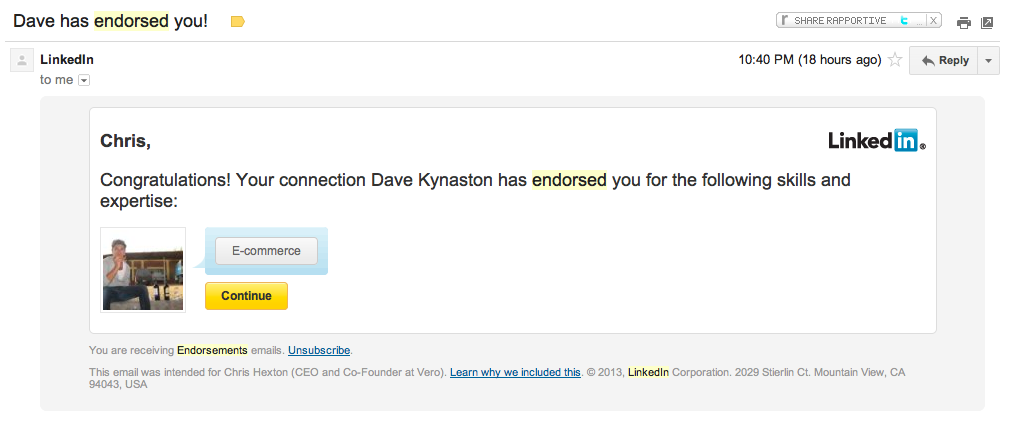 Dave has endorsed you!
SHARE RAPPORTIVE ... X
LinkedIn
10:40 PM (18 hours ago)
Reply
to me
Chris,
Linked in ®
Congratulations! Your connection Dave Kynaston has endorsed you for the following skills and
expertise:
E-commerce
Continue
You are receiving Endorsements emails. Unsubscribe.
This email was intended for Chris Hexton (CEO and Co-Founder at Vero). Learn why we included this. © 2013, LinkedIn Corporation. 2029 Stierlin Ct. Mountain View, CA
94043, USA